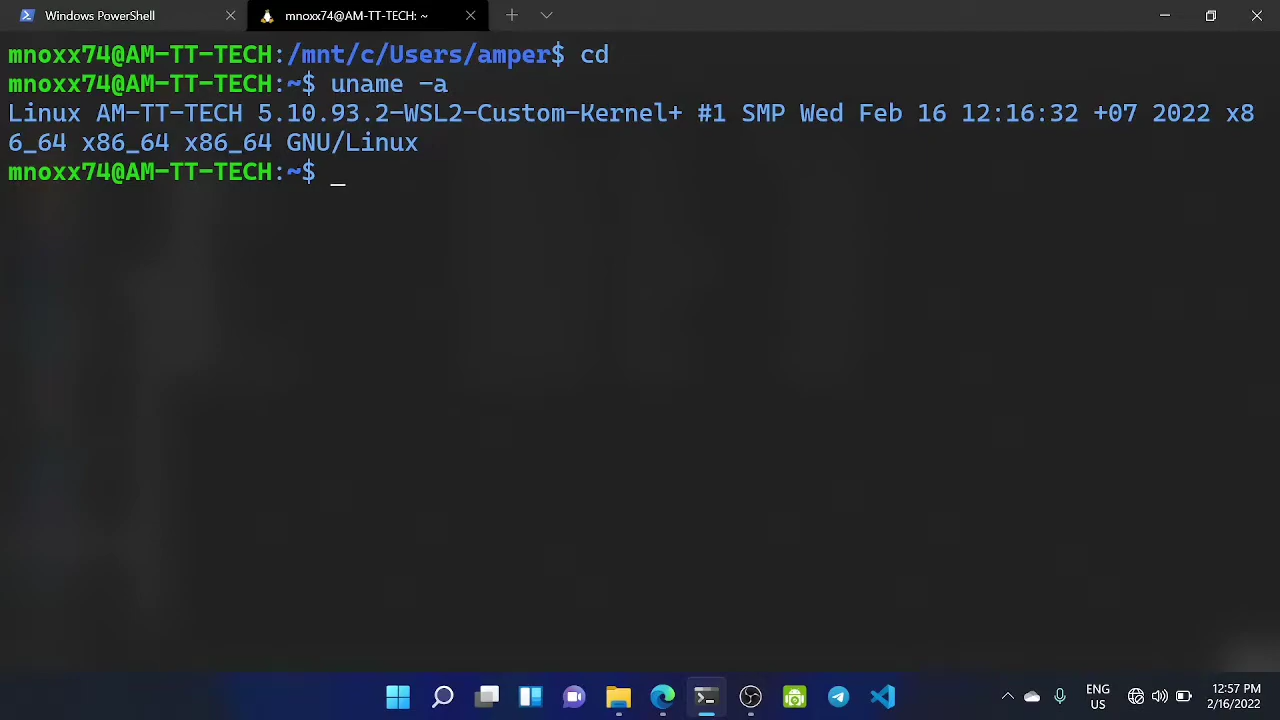 Windows PowerShell
mnoxx74@AM-TT-TECH: ~
mnoxx74@AM-TT-TECH:/mnt/c/Users/amper$ cd
mnoxx74@AM-TT-TECH:~$ uname -a
Linux AM-TT-TECH 5.10.93.2-WSL2-Custom-Kernel+ #1 SMP Wed Feb 16 12:16:32 +07 2022 x8
6_64 x86_64 x86_64 GNU/Linux
mnoxx74@AM-TT-TECH:~$ _
ENG
US
12:57 PM
2/16/2022